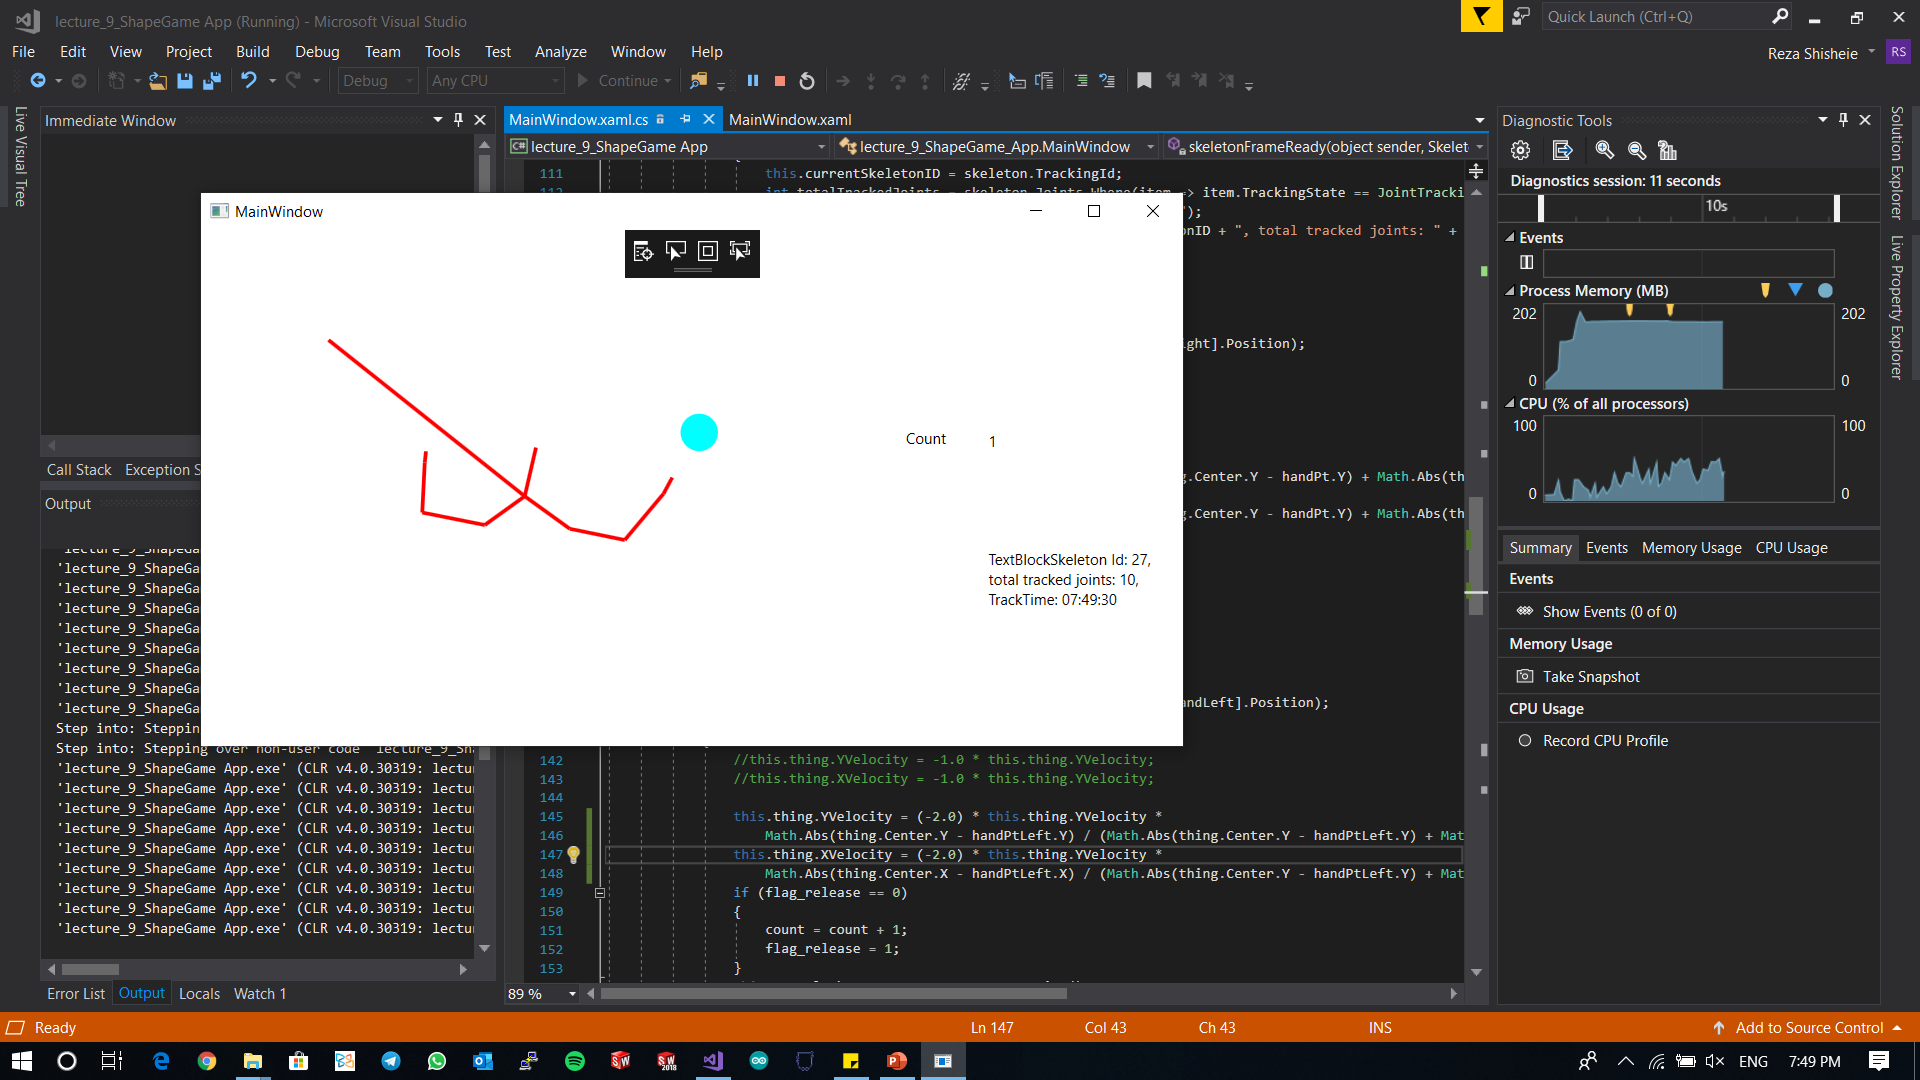 lecture_9_ShapeGame App (Running) - Microsoft Visual Studio
Quick Launch (Ctrl+Q)
File Edit View Project Build Debug Team Tools Test Analyze Window Help
Reza Shisheie RS
Debug Any CPU Continue
Live Visual Tree
Immediate Window
MainWindow.xaml.cs MainWindow.xaml
C# lecture_9_ShapeGame App lecture_9_ShapeGame_App.MainWindow skeletonFrameReady(object sender, Skelet
111 this.currentSkeletonID = skeleton.TrackingId;
item.TrackingState == JointTracki
");
onID + ", total tracked joints: " +
ight].Position);
g.Center.Y - handPt.Y) + Math.Abs(th
g.Center.Y - handPt.Y) + Math.Abs(th
andLeft].Position);
142 //this.thing.YVelocity = -1.0 * this.thing.YVelocity;
143 //this.thing.XVelocity = -1.0 * this.thing.YVelocity;
144
145 this.thing.YVelocity = (-2.0) * this.thing.YVelocity *
146 Math.Abs(thing.Center.Y - handPtLeft.Y) / (Math.Abs(thing.Center.Y - handPtLeft.Y) + Mat
147 this.thing.XVelocity = (-2.0) * this.thing.YVelocity *
148 Math.Abs(thing.Center.X - handPtLeft.X) / (Math.Abs(thing.Center.Y - handPtLeft.Y) + Mat
149 if (flag_release == 0)
150 {
151 count = count + 1;
152 flag_release = 1;
153 }
89 %
MainWindow
Count 1
TextBlockSkeleton Id: 27,
total tracked joints: 10,
TrackTime: 07:49:30
Call Stack Exception S
Output
'lecture_9_ShapeGa
'lecture_9_ShapeGa
'lecture_9_ShapeGa
'lecture_9_ShapeGa
'lecture_9_ShapeGa
'lecture_9_ShapeGa
'lecture_9_ShapeGa
'lecture_9_ShapeGa
'lecture_9_ShapeGa
Step into: Steppin
Step into: Stepping over non-user code 'lecture_9_Sha
'lecture_9_ShapeGame App.exe' (CLR v4.0.30319: lectu
'lecture_9_ShapeGame App.exe' (CLR v4.0.30319: lectu
'lecture_9_ShapeGame App.exe' (CLR v4.0.30319: lectu
'lecture_9_ShapeGame App.exe' (CLR v4.0.30319: lectu
'lecture_9_ShapeGame App.exe' (CLR v4.0.30319: lectu
'lecture_9_ShapeGame App.exe' (CLR v4.0.30319: lectu
'lecture_9_ShapeGame App.exe' (CLR v4.0.30319: lectu
'lecture_9_ShapeGame App.exe' (CLR v4.0.30319: lectu
'lecture_9_ShapeGame App.exe' (CLR v4.0.30319: lectu
Error List Output Locals Watch 1
Diagnostic Tools
Diagnostics session: 11 seconds
10s
Events
Process Memory (MB)
202 202
0 0
CPU (% of all processors)
100 100
0 0
Summary Events Memory Usage CPU Usage
Events
Show Events (0 of 0)
Memory Usage
Take Snapshot
CPU Usage
Record CPU Profile
Solution Explorer
Live Property Explorer
Ready Ln 147 Col 43 Ch 43 INS Add to Source Control
ENG 7:49 PM